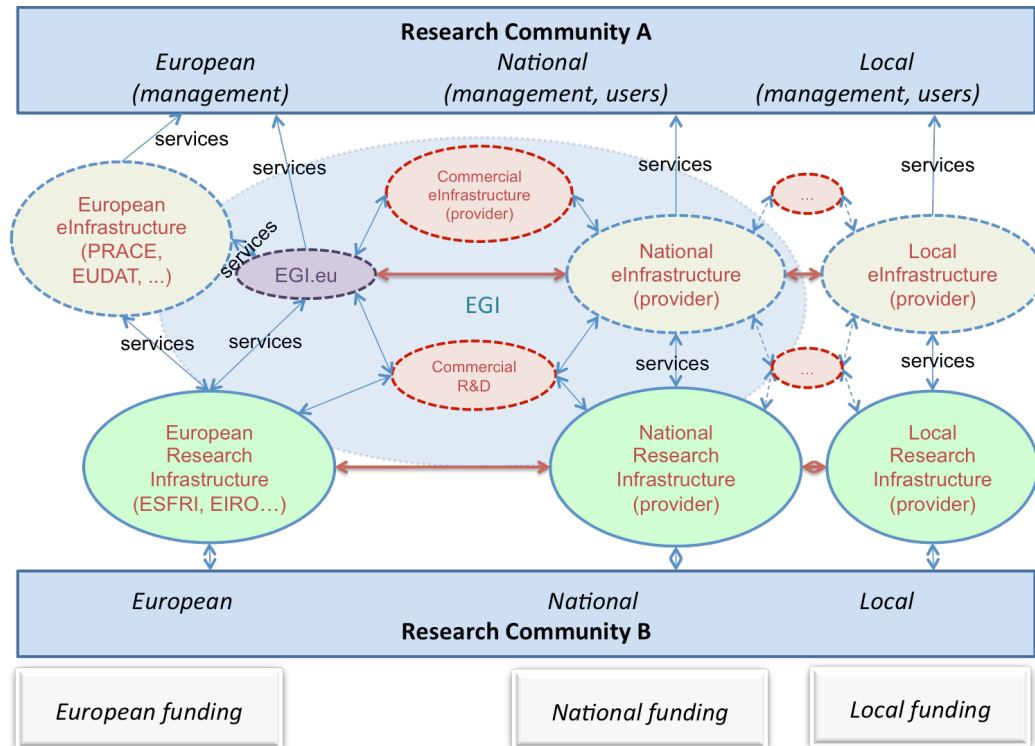 Research Community A
European
(management)
National
(management, users)
Local
(management, users)
services
services
services
services
European
eInfrastructure
(PRACE,
EUDAT, ...)
services
Commercial
eInfrastructure
(provider)
...
EGI.eu
National
eInfrastructure
(provider)
Local
eInfrastructure
(provider)
EGI
services
services
services
services
Commercial
R&D
...
European
Research
Infrastructure
(ESFRI, EIRO…)
National
Research
Infrastructure
(provider)
Local
Research
Infrastructure
(provider)
European
National
Local
Research Community B
European funding
National funding
Local funding